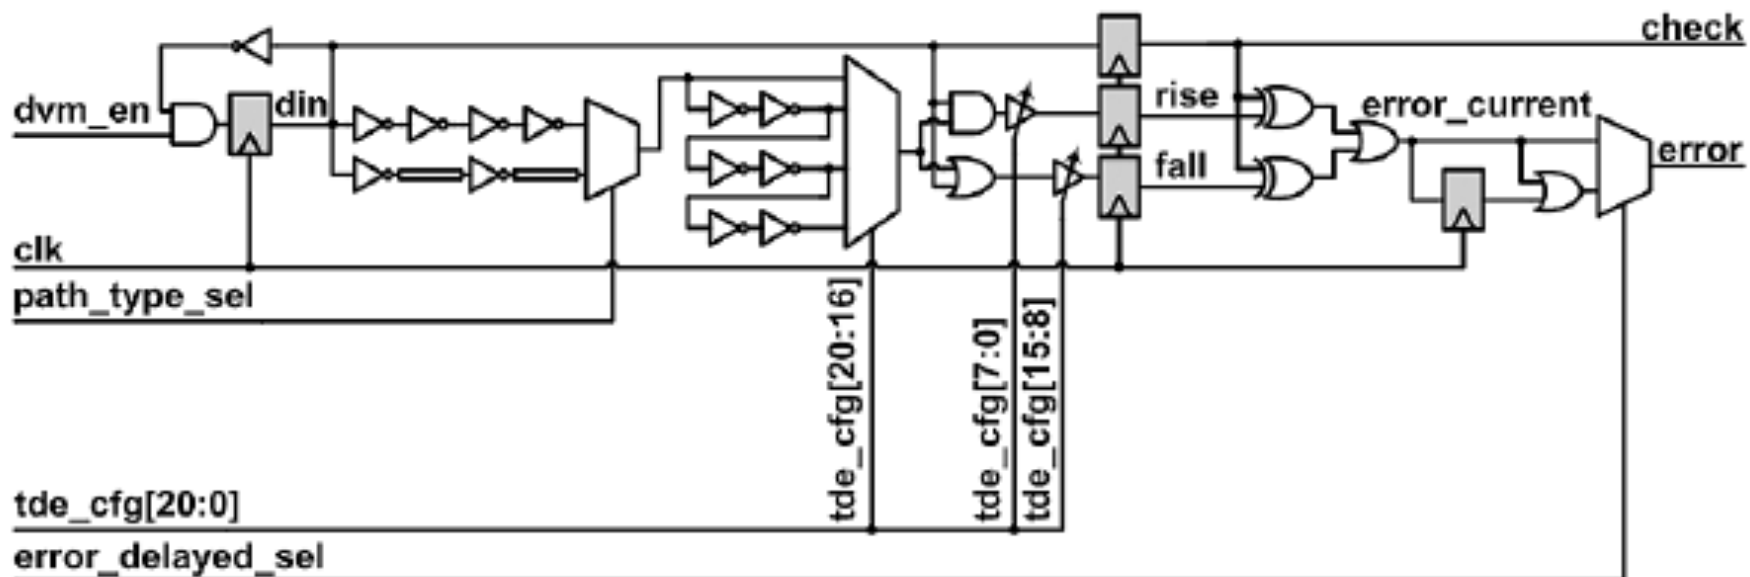 check
dvm_en
din
rise
error_current
fall
error
clk
path_type_sel
tde_cfg[20:16]
tde_cfg[7:0]
tde_cfg[15:8]
tde_cfg[20:0]
error_delayed_sel